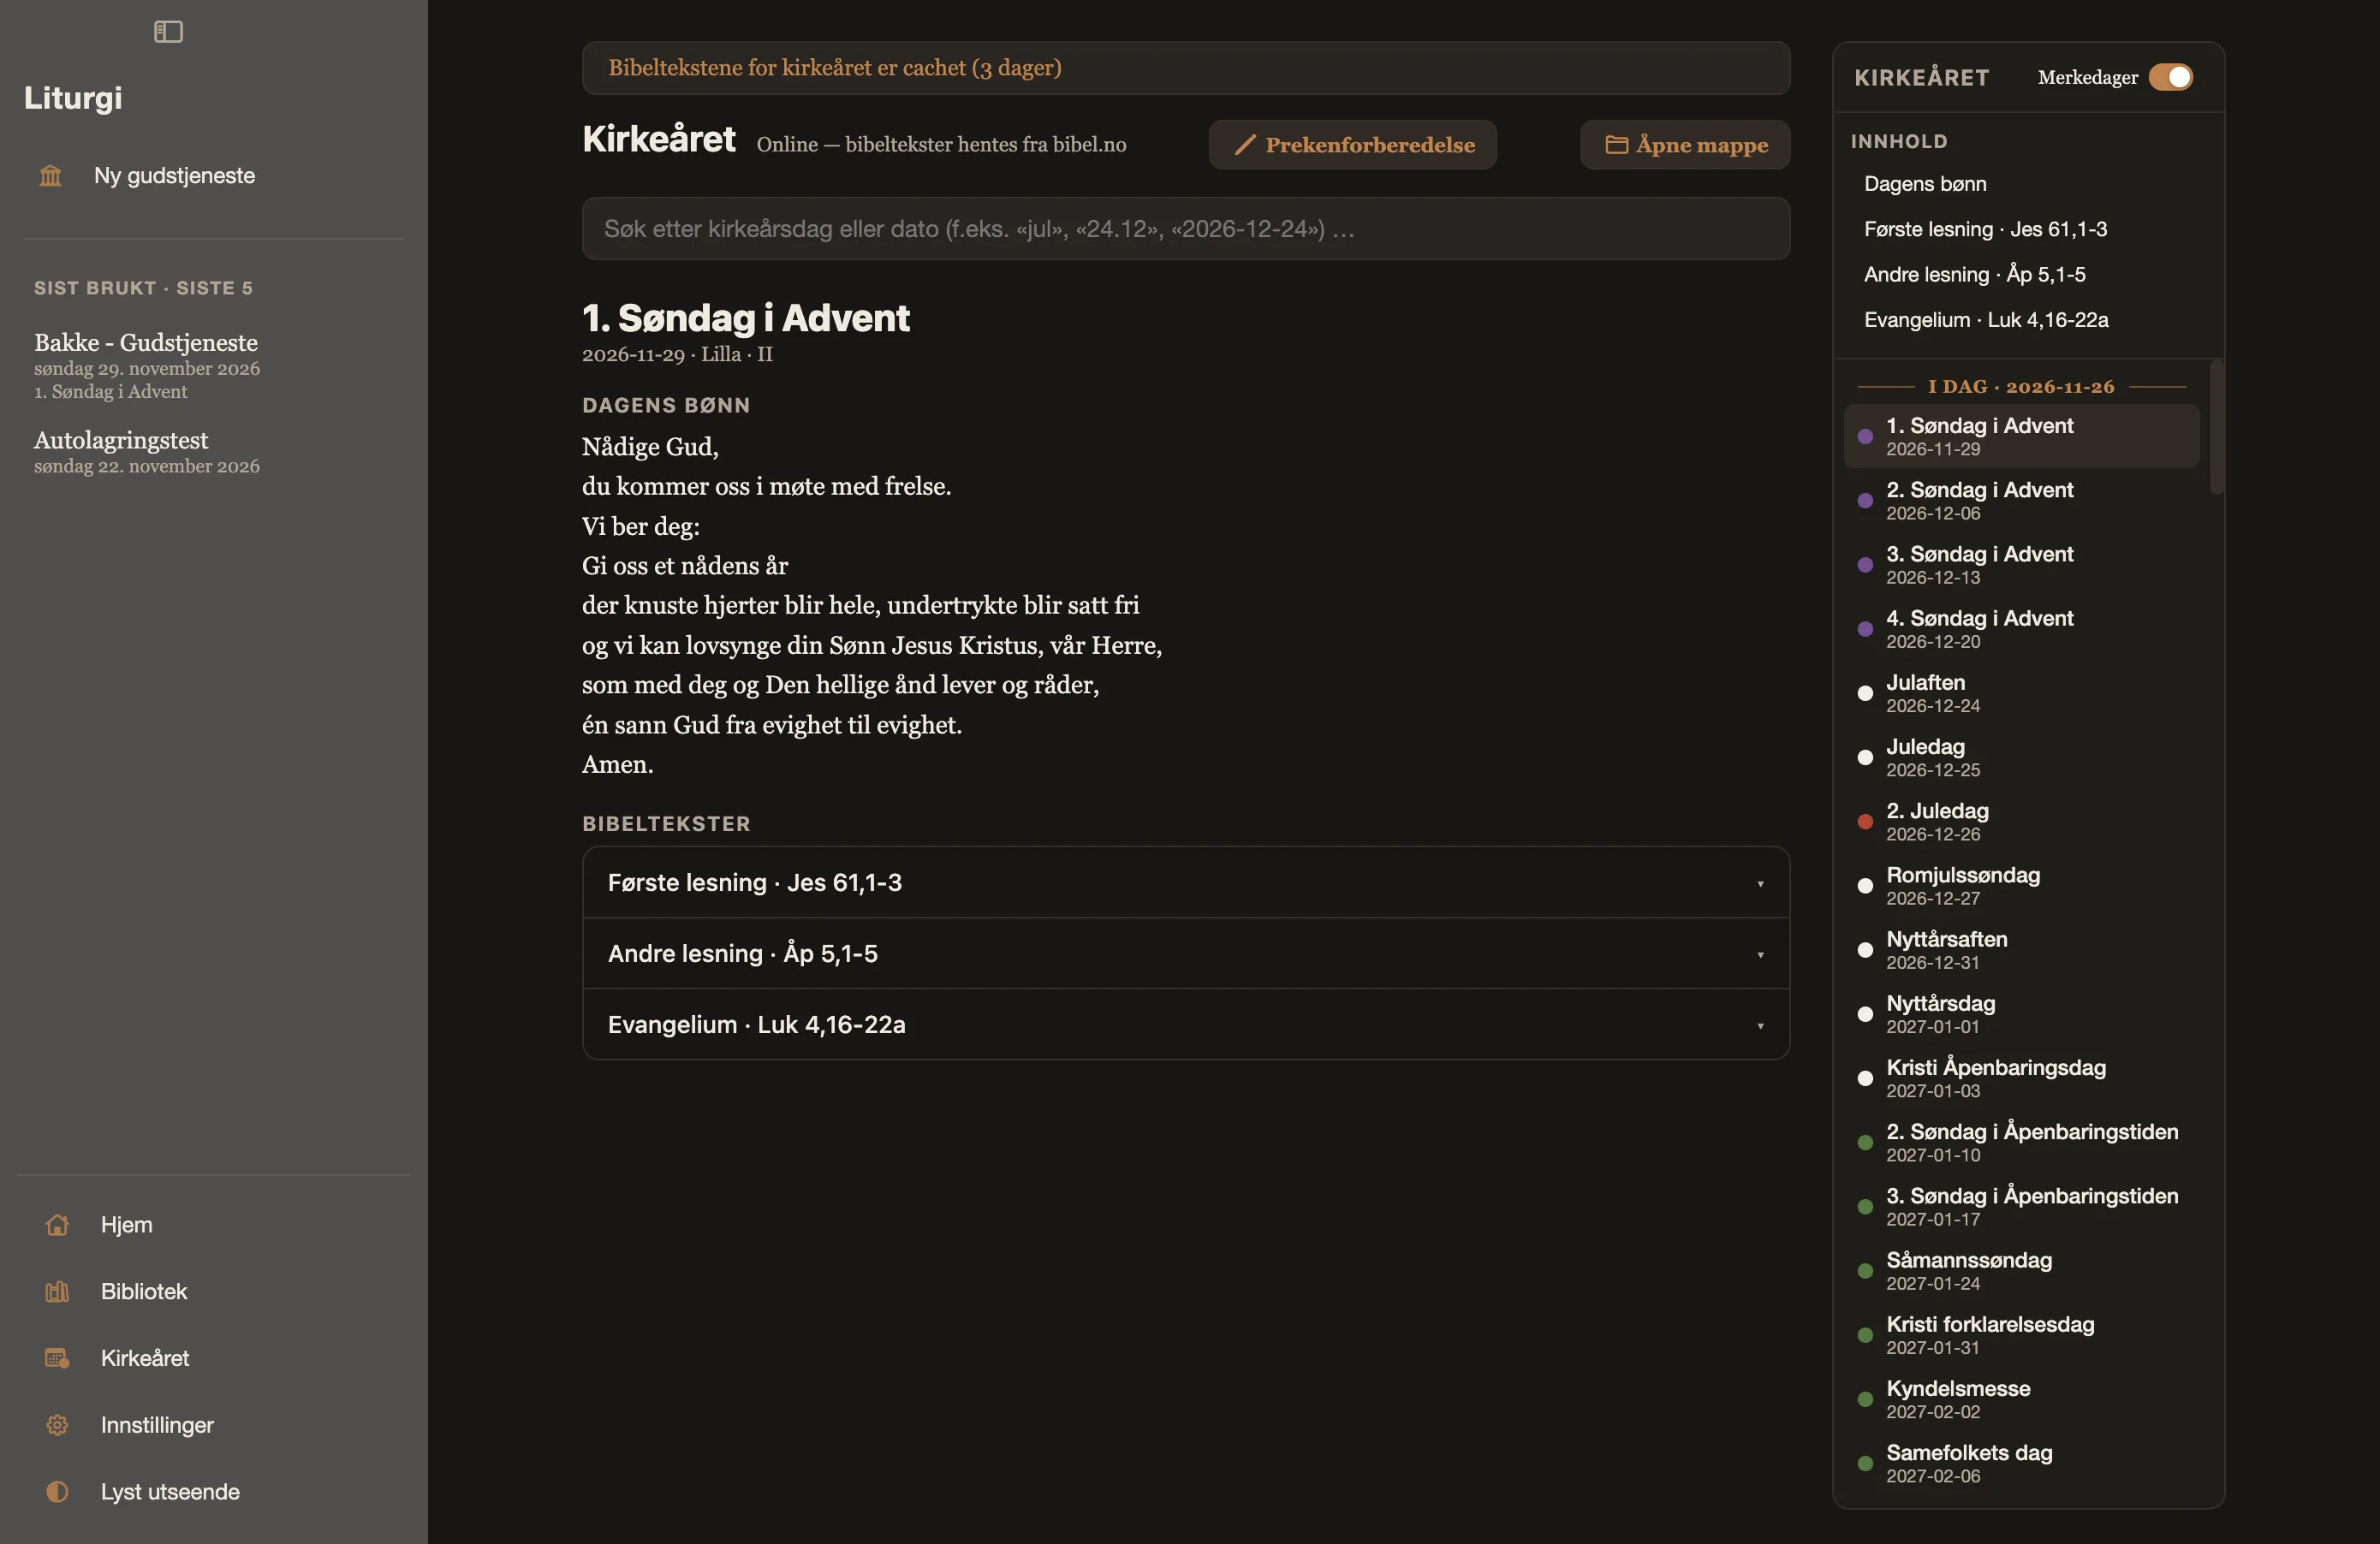 Liturgi
Ny gudstjeneste
SIST BRUKT · SISTE 5
Bakke - Gudstjeneste
søndag 29. november 2026
1. Søndag i Advent
Autolagringstest
søndag 22. november 2026
Hjem
Bibliotek
Kirkeåret
Innstillinger
Lyst utseende
Bibeltekstene for kirkeåret er cachet (3 dager)
Kirkeåret Online — bibeltekster hentes fra bibel.no Prekenforberedelse Åpne mappe
Søk etter kirkeårsdag eller dato (f.eks. «jul», «24.12», «2026-12-24») …
1. Søndag i Advent
2026-11-29 · Lilla · II
DAGENS BØNN
Nådige Gud,
du kommer oss i møte med frelse.
Vi ber deg:
Gi oss et nådens år
der knuste hjerter blir hele, undertrykte blir satt fri
og vi kan lovsynge din Sønn Jesus Kristus, vår Herre,
som med deg og Den hellige ånd lever og råder,
én sann Gud fra evighet til evighet.
Amen.
BIBELTEKSTER
Første lesning · Jes 61,1-3
Andre lesning · Åp 5,1-5
Evangelium · Luk 4,16-22a
KIRKEÅRET Merkedager
INNHOLD
Dagens bønn
Første lesning · Jes 61,1-3
Andre lesning · Åp 5,1-5
Evangelium · Luk 4,16-22a
I DAG · 2026-11-26
1. Søndag i Advent
2026-11-29
2. Søndag i Advent
2026-12-06
3. Søndag i Advent
2026-12-13
4. Søndag i Advent
2026-12-20
Julaften
2026-12-24
Juledag
2026-12-25
2. Juledag
2026-12-26
Romjulssøndag
2026-12-27
Nyttårsaften
2026-12-31
Nyttårsdag
2027-01-01
Kristi Åpenbaringsdag
2027-01-03
2. Søndag i Åpenbaringstiden
2027-01-10
3. Søndag i Åpenbaringstiden
2027-01-17
Såmannssøndag
2027-01-24
Kristi forklarelsesdag
2027-01-31
Kyndelsmesse
2027-02-02
Samefolkets dag
2027-02-06